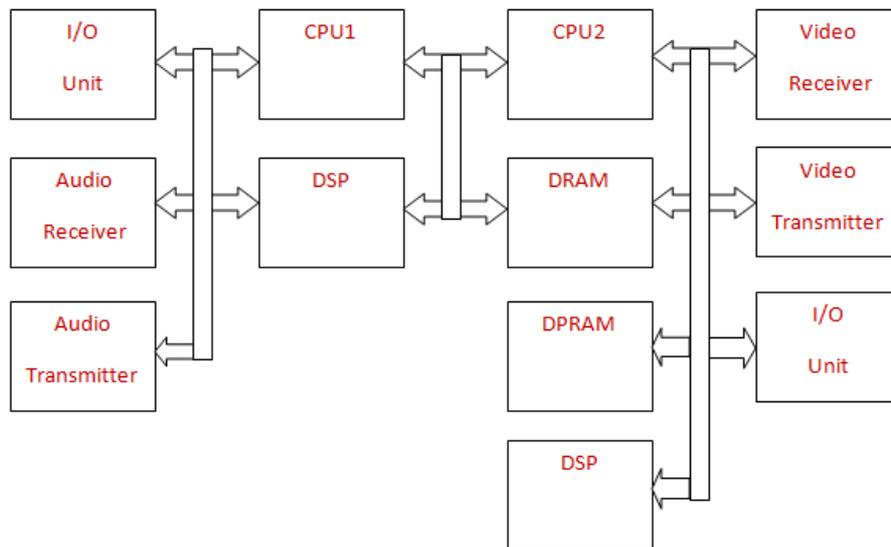 I/O
Unit
CPU1
CPU2
Video
Receiver
Audio
Receiver
DSP
DRAM
Video
Transmitter
Audio
Transmitter
DPRAM
I/O
Unit
DSP